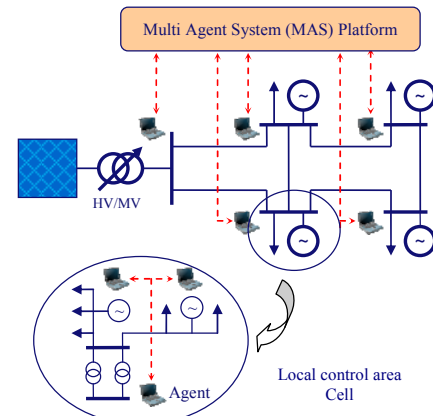 Multi Agent System (MAS) Platform
~
~
HV/MV
~
~
~
~
Agent
Local control area
Cell